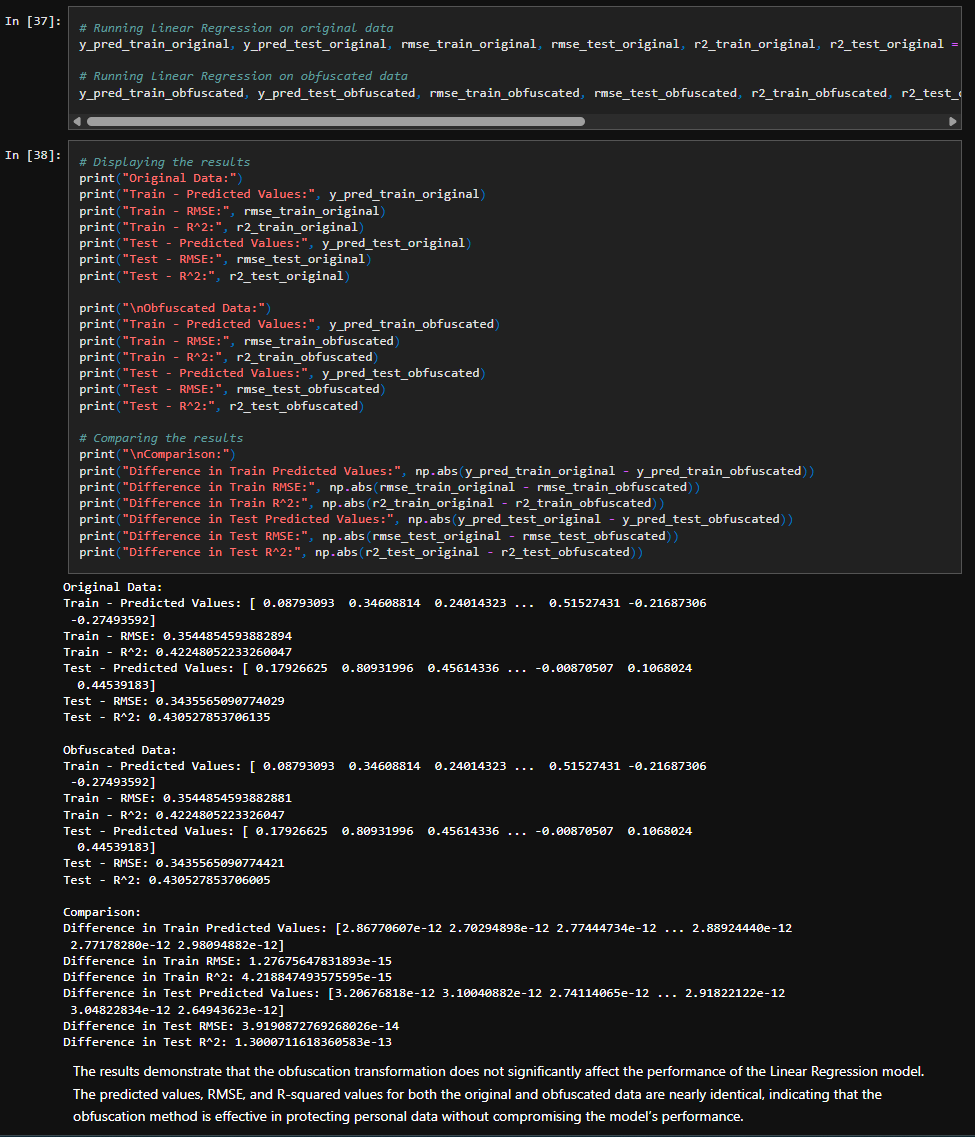 In [37]:
# Running Linear Regression on original data
y_pred_train_original, y_pred_test_original, rmse_train_original, rmse_test_original, r2_train_original, r2_test_original =
# Running Linear Regression on obfuscated data
y_pred_train_obfuscated, y_pred_test_obfuscated, rmse_train_obfuscated, rmse_test_obfuscated, r2_train_obfuscated, r2_test_
In [38]:
# Displaying the results
print("Original Data:")
print("Train - Predicted Values:", y_pred_train_original)
print("Train - RMSE:", rmse_train_original)
print("Train - R^2:", r2_train_original)
print("Test - Predicted Values:", y_pred_test_original)
print("Test - RMSE:", rmse_test_original)
print("Test - R^2:", r2_test_original)
print("\nObfuscated Data:")
print("Train - Predicted Values:", y_pred_train_obfuscated)
print("Train - RMSE:", rmse_train_obfuscated)
print("Train - R^2:", r2_train_obfuscated)
print("Test - Predicted Values:", y_pred_test_obfuscated)
print("Test - RMSE:", rmse_test_obfuscated)
print("Test - R^2:", r2_test_obfuscated)
# Comparing the results
print("\nComparison:")
print("Difference in Train Predicted Values:", np.abs(y_pred_train_original - y_pred_train_obfuscated))
print("Difference in Train RMSE:", np.abs(rmse_train_original - rmse_train_obfuscated))
print("Difference in Train R^2:", np.abs(r2_train_original - r2_train_obfuscated))
print("Difference in Test Predicted Values:", np.abs(y_pred_test_original - y_pred_test_obfuscated))
print("Difference in Test RMSE:", np.abs(rmse_test_original - rmse_test_obfuscated))
print("Difference in Test R^2:", np.abs(r2_test_original - r2_test_obfuscated))
Original Data:
Train - Predicted Values: [ 0.08793093  0.34608814  0.24014323 ...  0.51527431 -0.21687306
 -0.27493592]
Train - RMSE: 0.3544854593882894
Train - R^2: 0.42248052233260047
Test - Predicted Values: [ 0.17926625  0.80931996  0.45614336 ... -0.00870507  0.1068024
  0.44539183]
Test - RMSE: 0.3435565090774029
Test - R^2: 0.430527853706135
Obfuscated Data:
Train - Predicted Values: [ 0.08793093  0.34608814  0.24014323 ...  0.51527431 -0.21687306
 -0.27493592]
Train - RMSE: 0.3544854593882881
Train - R^2: 0.4224805223326047
Test - Predicted Values: [ 0.17926625  0.80931996  0.45614336 ... -0.00870507  0.1068024
  0.44539183]
Test - RMSE: 0.3435565090774421
Test - R^2: 0.430527853706005
Comparison:
Difference in Train Predicted Values: [2.86770607e-12 2.70294898e-12 2.77444734e-12 ... 2.88924440e-12
 2.77178280e-12 2.98094882e-12]
Difference in Train RMSE: 1.27675647831893e-15
Difference in Train R^2: 4.218847493575595e-15
Difference in Test Predicted Values: [3.20676818e-12 3.10040882e-12 2.74114065e-12 ... 2.91822122e-12
 3.04822834e-12 2.64943623e-12]
Difference in Test RMSE: 3.9190872769268026e-14
Difference in Test R^2: 1.3000711618360583e-13
The results demonstrate that the obfuscation transformation does not significantly affect the performance of the Linear Regression model.
The predicted values, RMSE, and R-squared values for both the original and obfuscated data are nearly identical, indicating that the
obfuscation method is effective in protecting personal data without compromising the model’s performance.